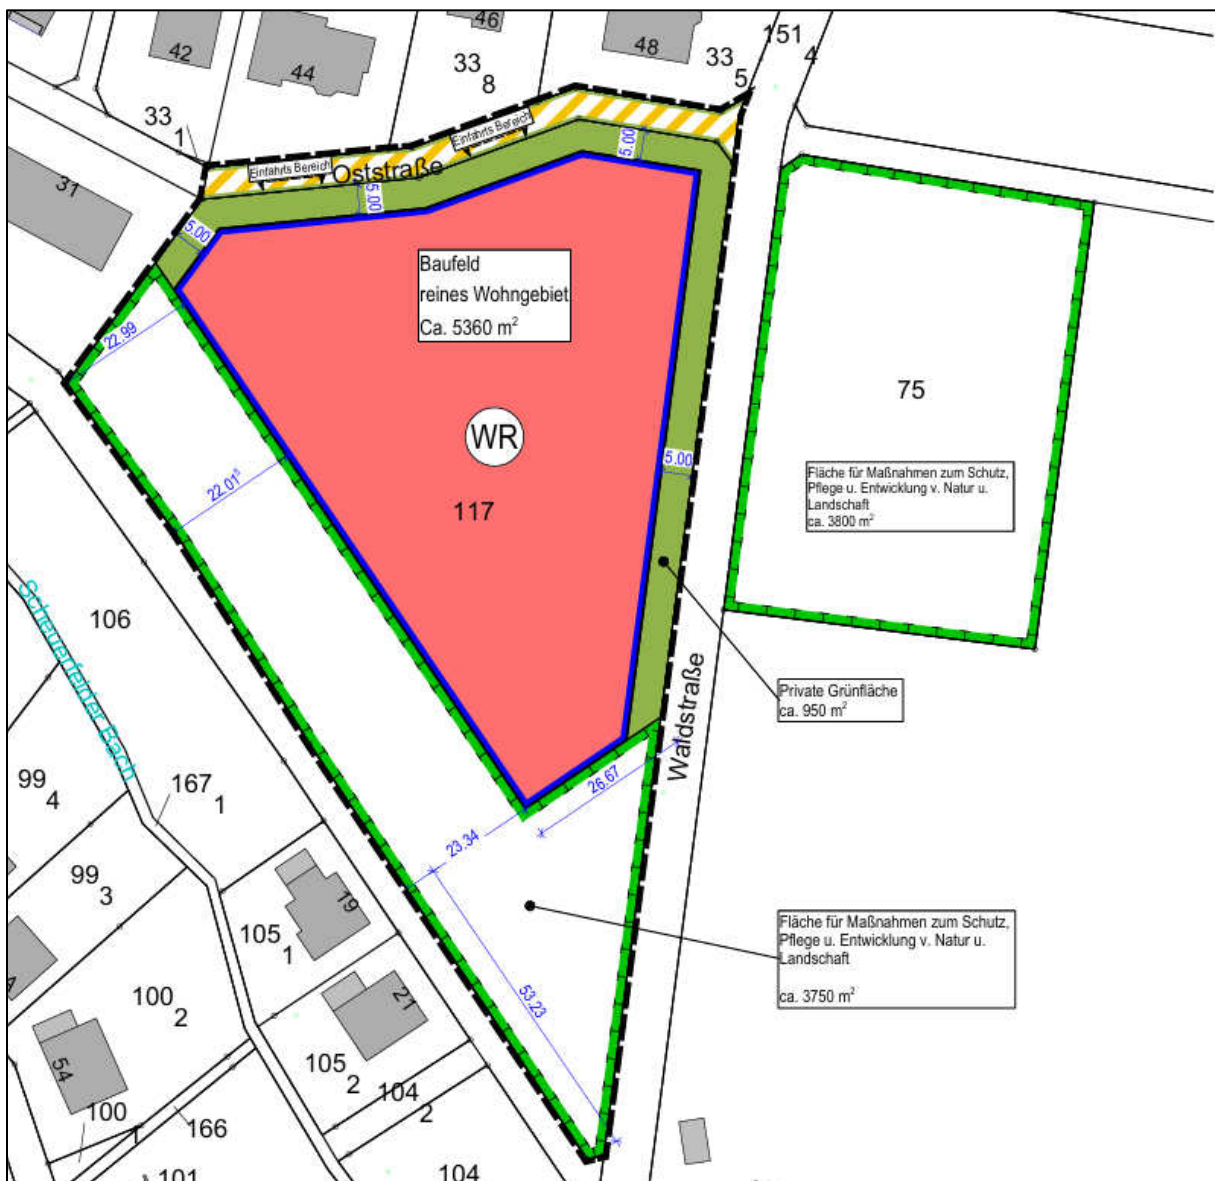 46
42
44
48
33
8
33
5
151
4
33
1
31
Einfahrts Bereich
Einfahrts Bereich
Oststraße
5.00
5.00
5.00
Baufeld
reines Wohngebiet
Ca. 5360 m²
22.99
WR
75
5.00
22.01⁵
117
Fläche für Maßnahmen zum Schutz,
Pflege u. Entwicklung v. Natur u.
Landschaft
ca. 3800 m²
Scheuerfelder Bach
106
Waldstraße
Private Grünfläche
ca. 950 m²
99
4
167
1
26.67
23.34
99
3
105
1
19
Fläche für Maßnahmen zum Schutz,
Pflege u. Entwicklung v. Natur u.
Landschaft
ca. 3750 m²
100
2
21
53.23
54
105
2
104
2
100
1
166
101
104